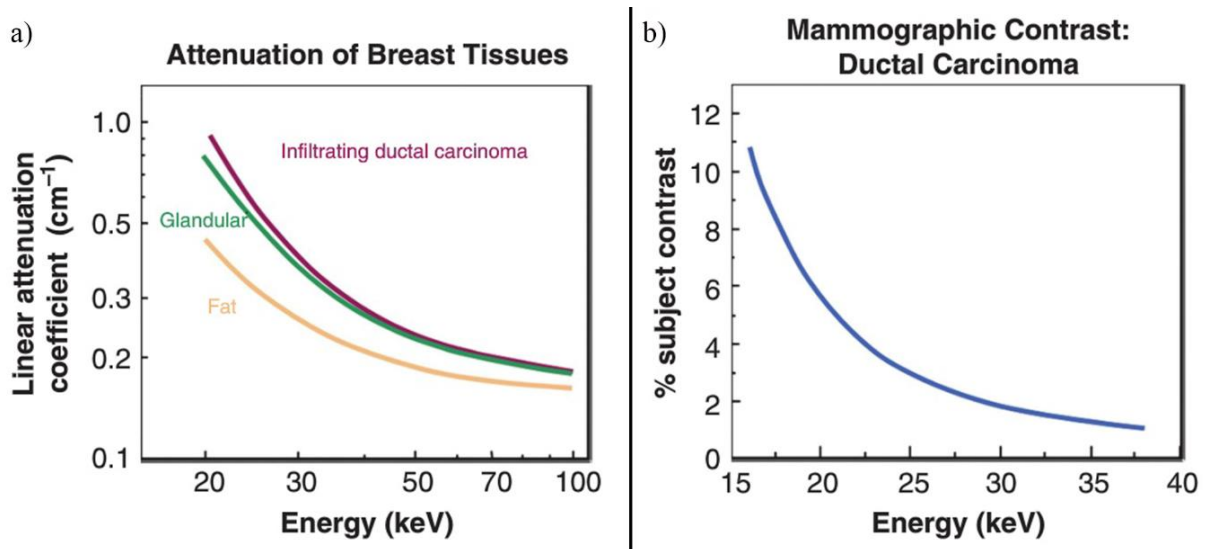 a)
Attenuation of Breast Tissues
Linear attenuation
coefficient (cm⁻¹)
1.0
0.5
0.3
0.2
0.1
Infiltrating ductal carcinoma
Glandular
Fat
20 30 50 70 100
Energy (keV)
b)
Mammographic Contrast:
Ductal Carcinoma
% subject contrast
12
10
8
6
4
2
0
15 20 25 30 35 40
Energy (keV)